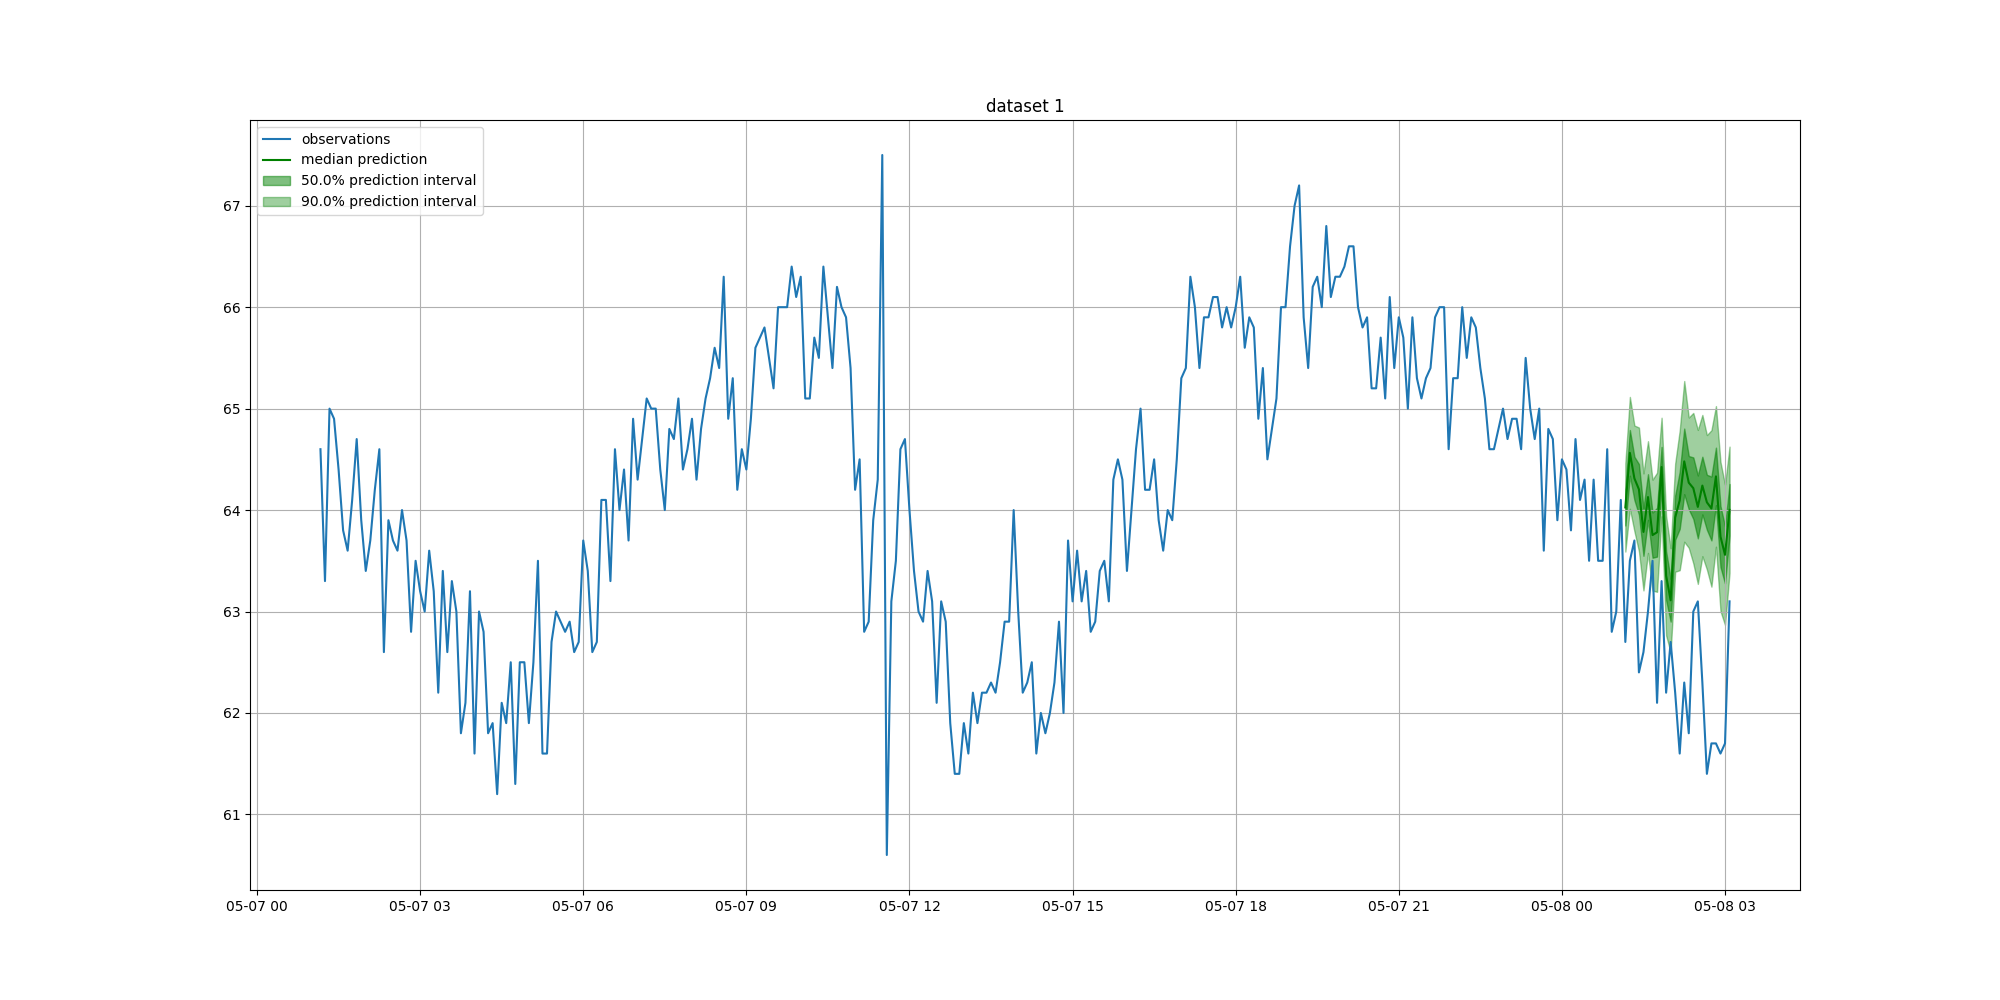 dataset 1
observations
median prediction
50.0% prediction interval
90.0% prediction interval
67
66
65
64
63
62
61
05-07 00 05-07 03 05-07 06 05-07 09 05-07 12 05-07 15 05-07 18 05-07 21 05-08 00 05-08 03